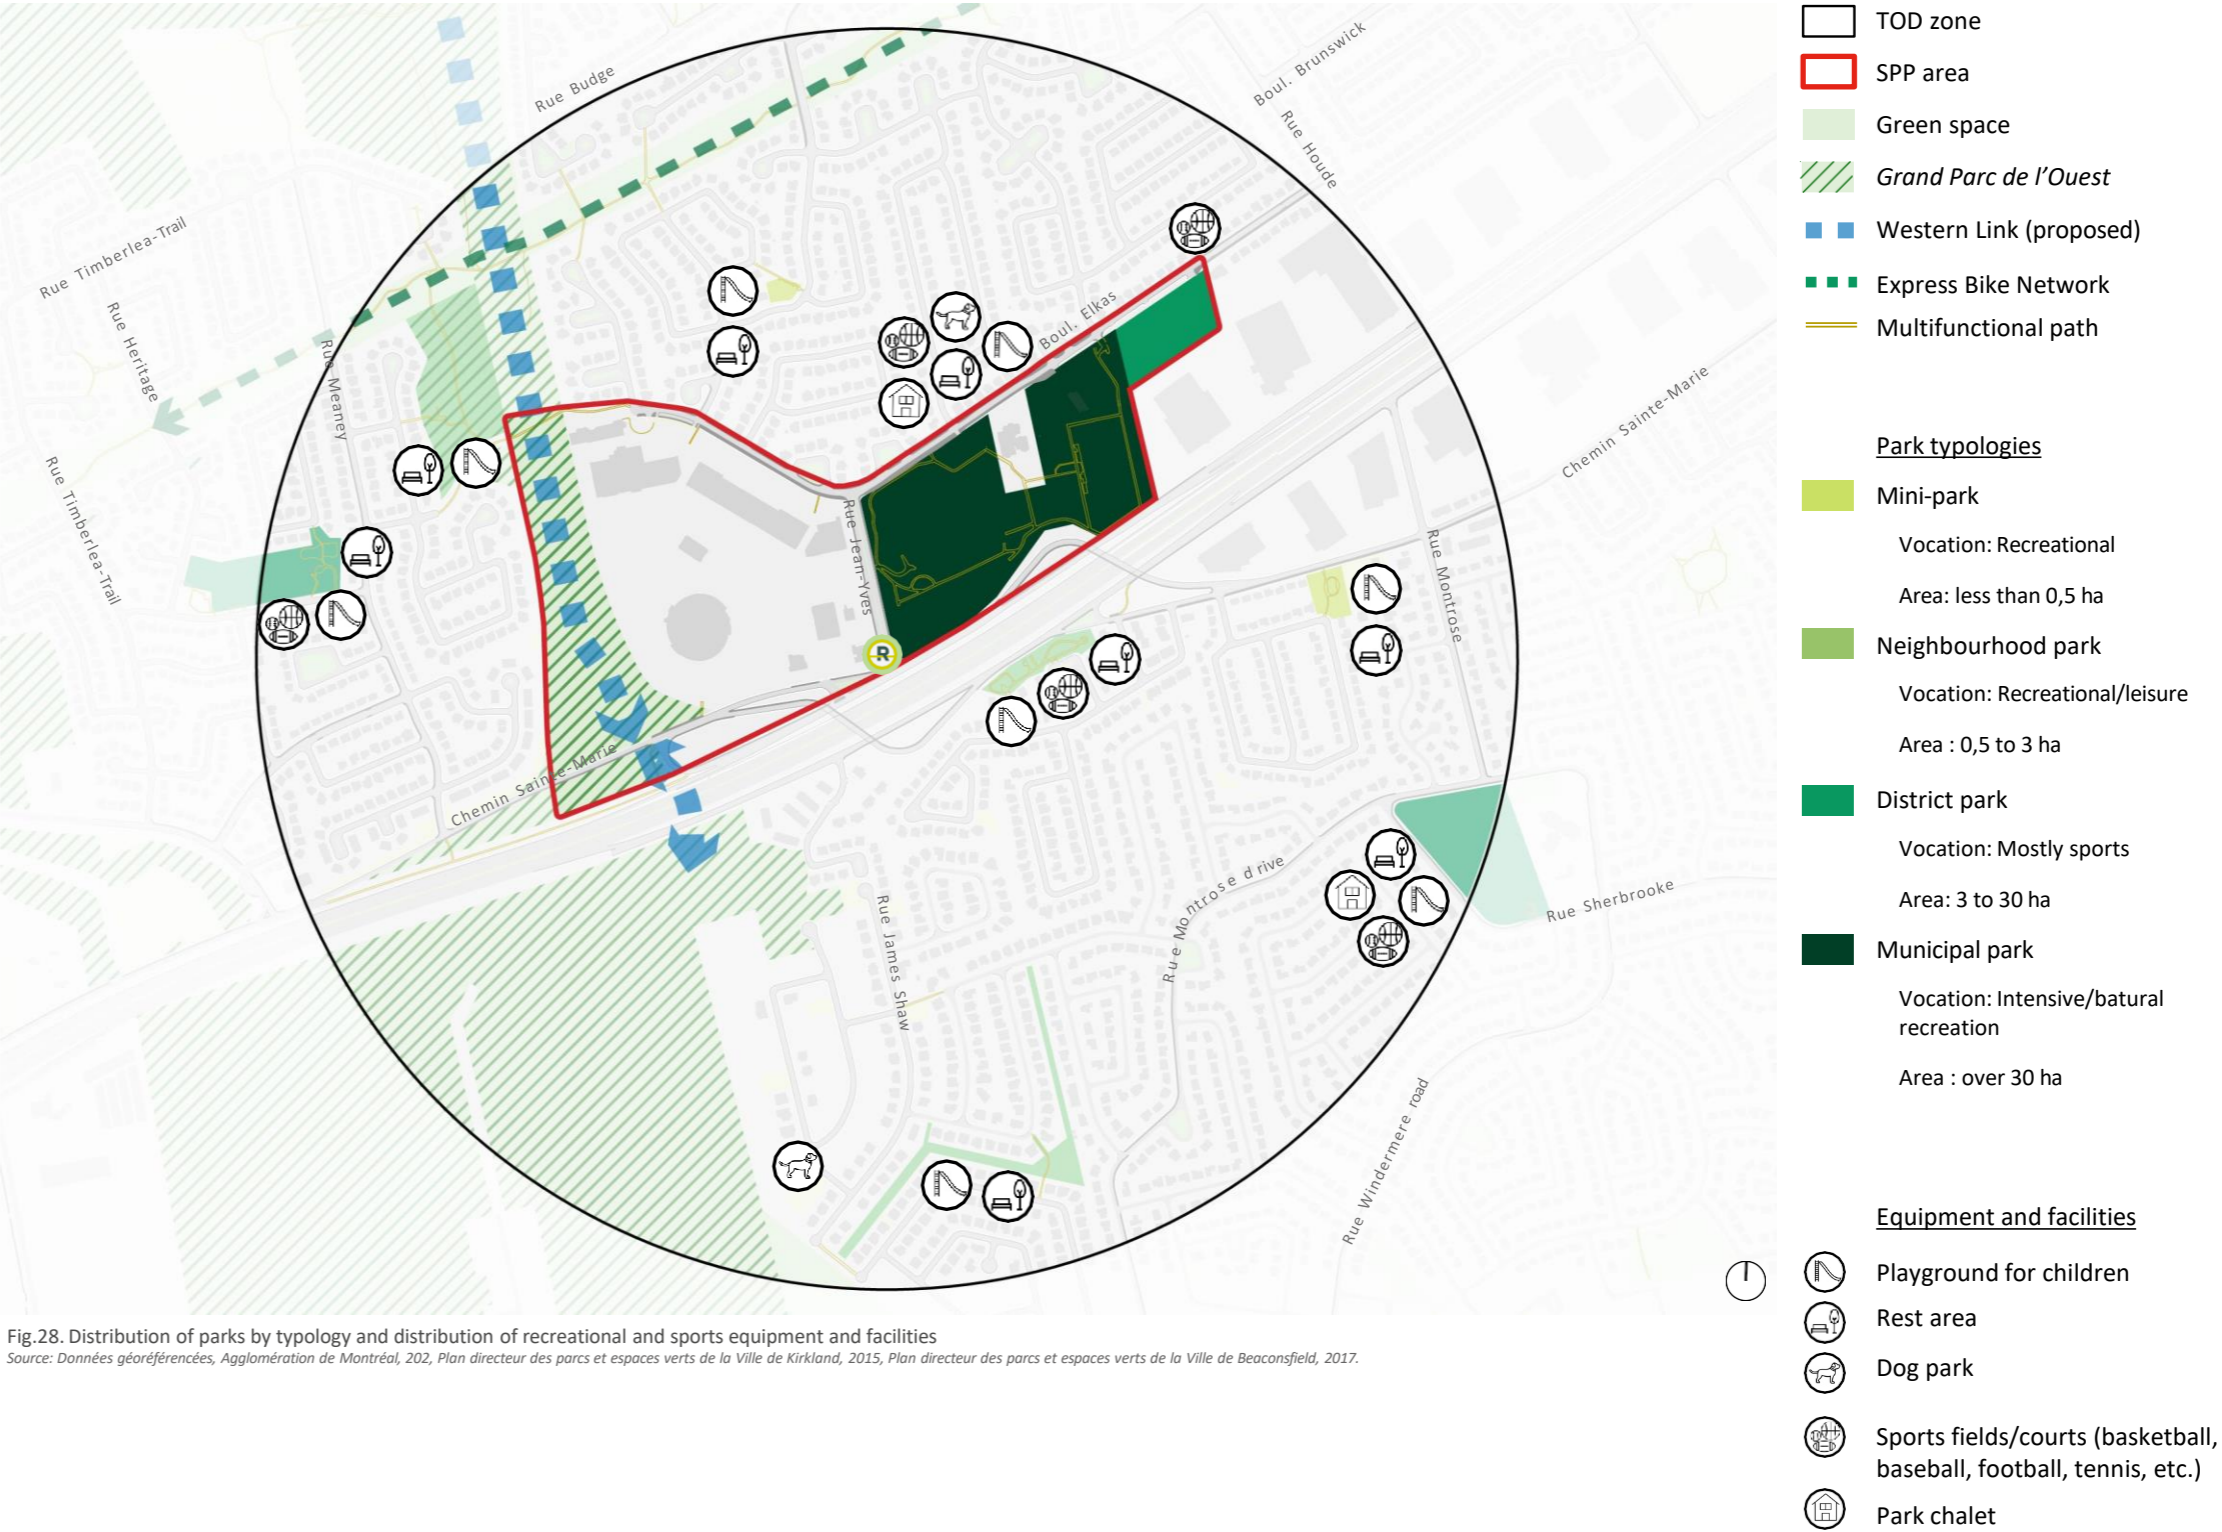 Rue Budge
Boul. Brunswick
Rue Houde
Rue Timberlea-Trail
Rue Heritage
Rue Meaney
Rue Timberlea-Trail
Boul. Elkas
Rue Jean-Yves
R
Chemin Sainte-Marie
Rue Montrose
Chemin Sainte-Marie
Rue James Shaw
Rue Montrose drive
Rue Sherbrooke
Rue Windermere road
TOD zone
SPP area
Green space
Grand Parc de l’Ouest
Western Link (proposed)
Express Bike Network
Multifunctional path
Park typologies
Mini-park
Vocation: Recreational
Area: less than 0,5 ha
Neighbourhood park
Vocation: Recreational/leisure
Area : 0,5 to 3 ha
District park
Vocation: Mostly sports
Area: 3 to 30 ha
Municipal park
Vocation: Intensive/batural
recreation
Area : over 30 ha
Equipment and facilities
Playground for children
Rest area
Dog park
Sports fields/courts (basketball,
baseball, football, tennis, etc.)
Park chalet
Fig.28. Distribution of parks by typology and distribution of recreational and sports equipment and facilities
Source: Données géoréférencées, Agglomération de Montréal, 202, Plan directeur des parcs et espaces verts de la Ville de Kirkland, 2015, Plan directeur des parcs et espaces verts de la Ville de Beaconsfield, 2017.